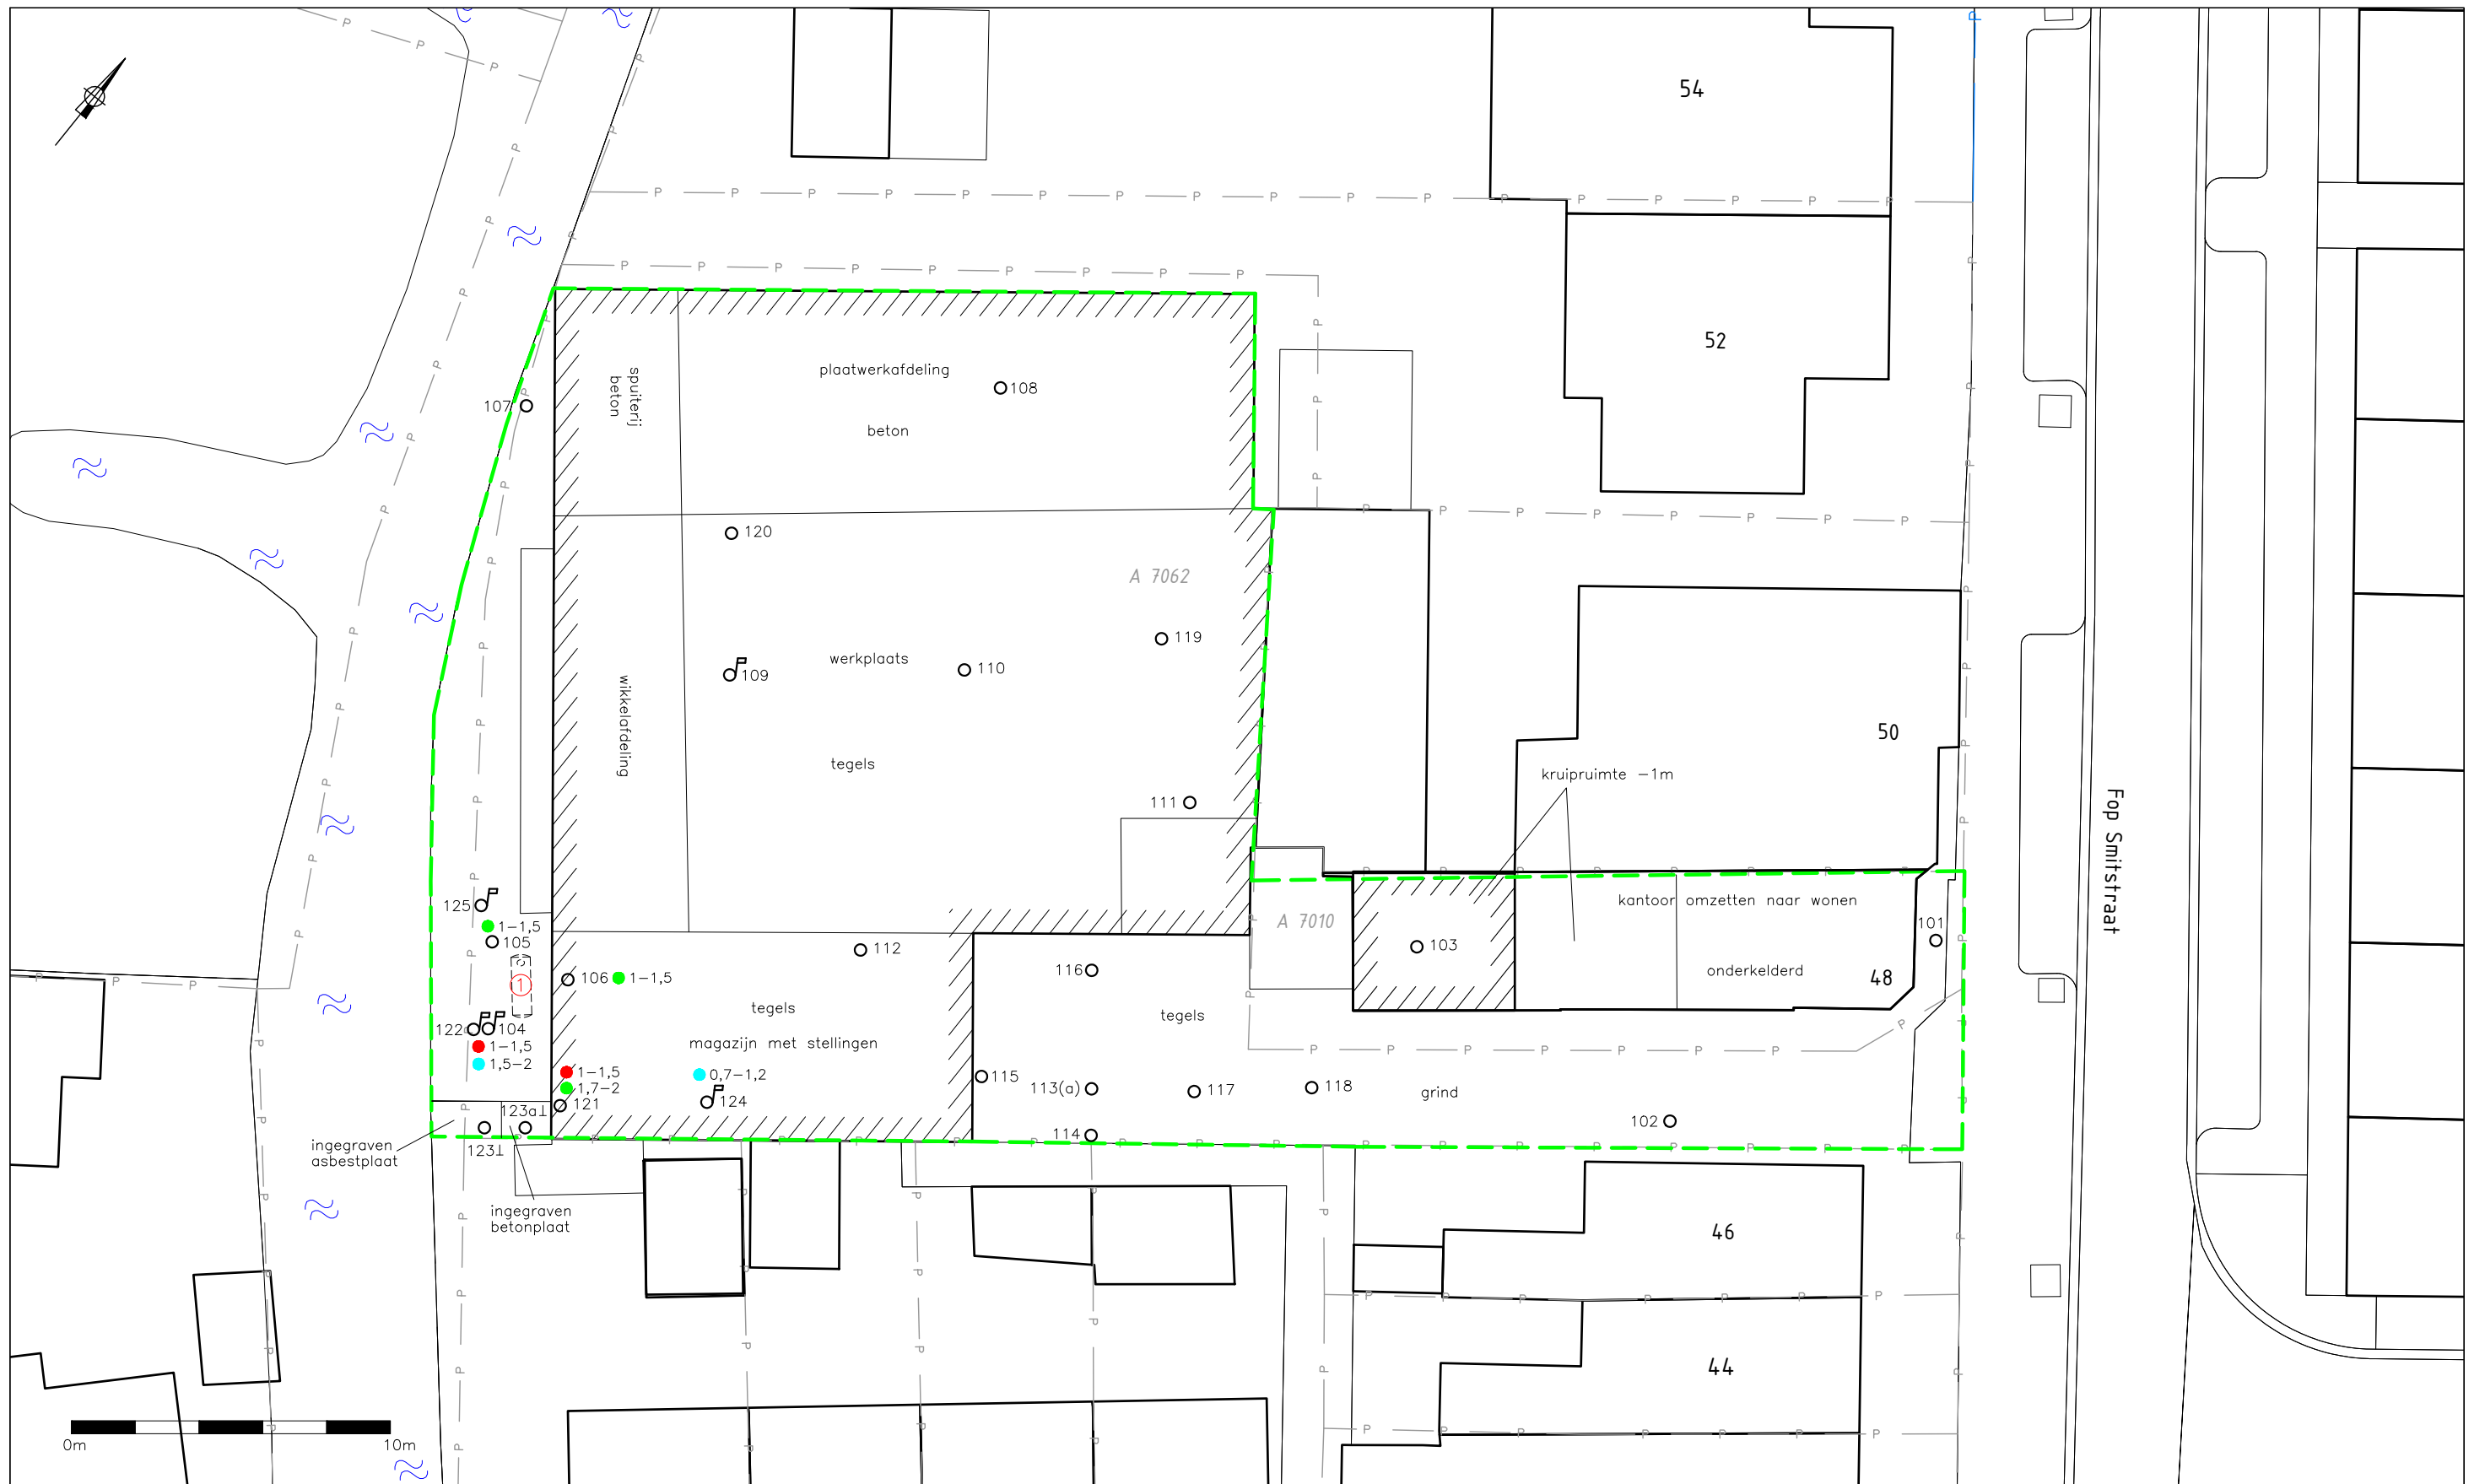 54
52
spuiterij
beton
plaatwerkafdeling
108
107
beton
120
A 7062
119
werkplaats
110
109
wikkelafdeling
50
tegels
kruipruimte -1m
111
Fop Smitstraat
kantoor omzetten naar wonen
125
A 7010
101
1-1,5
105
103
112
116
106
1-1,5
onderkelderd
48
1
tegels
tegels
122
104
magazijn met stellingen
1-1,5
1,5-2
1-1,5
0,7-1,2
115
113(a)
117
118
1,7-2
grind
124
121
123a
102
114
ingegraven
asbestplaat
123
ingegraven
betonplaat
46
44
0m
10m